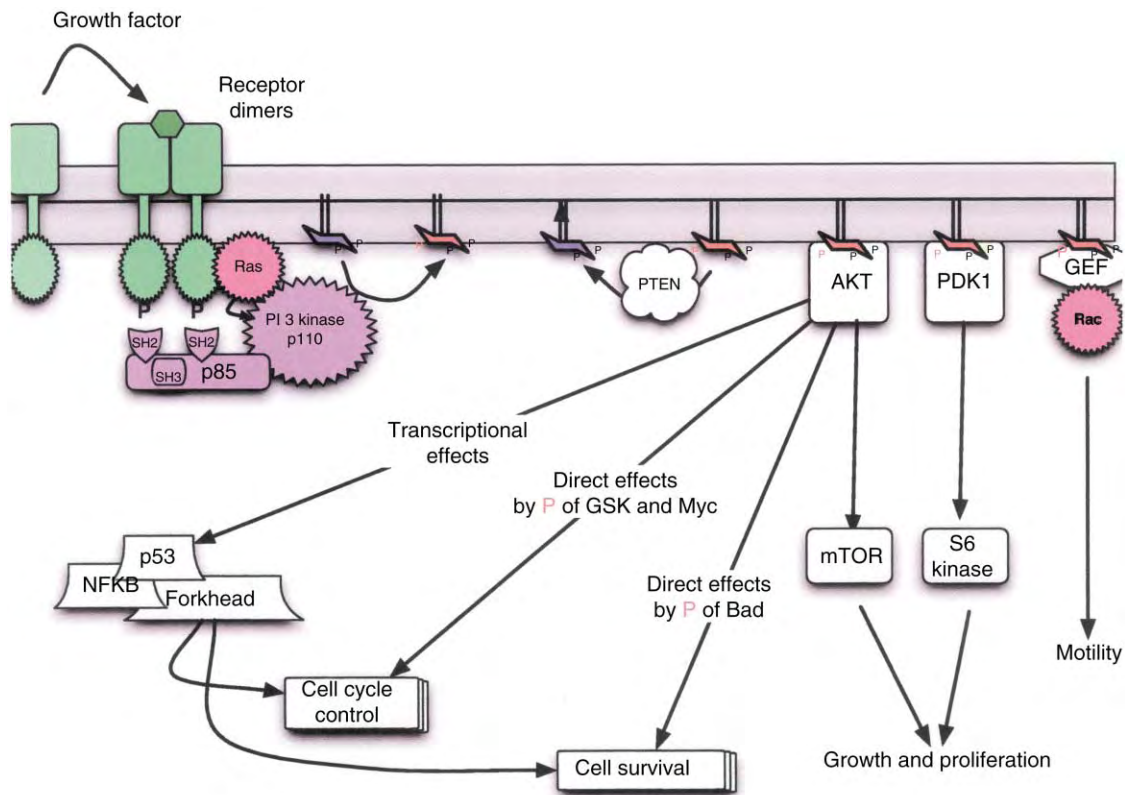 Growth factor
Receptor
dimers
P P
P
P P
P P
P
P P
P
P P
P
P P
P
P P
P
P P
Ras
PTEN
AKT
PDK1
GEF
Rac
P P
PI 3 kinase
p110
SH2
SH2
SH3
p85
Transcriptional
effects
Direct effects
by P of GSK and Myc
Direct effects
by P of Bad
p53
NFKB
Forkhead
mTOR
S6
kinase
Motility
Cell cycle
control
Cell survival
Growth and proliferation